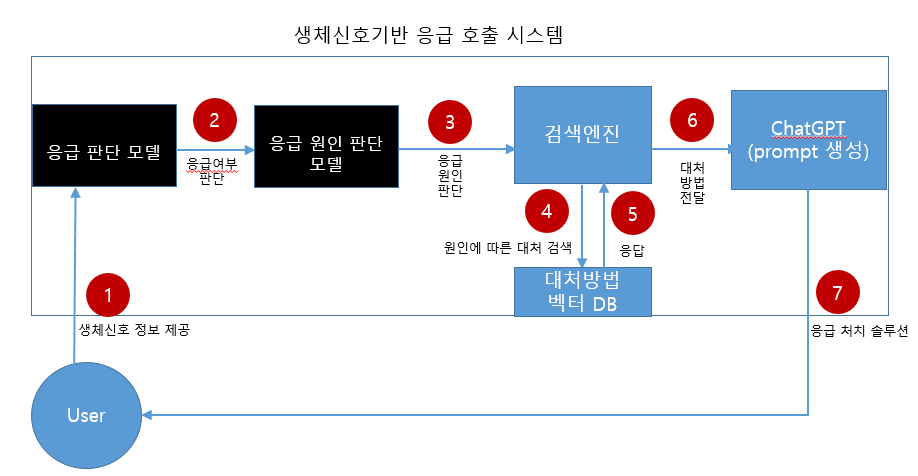 생체신호기반 응급 호출 시스템
응급 판단 모델
2
응급여부
판단
응급 원인 판단
모델
3
응급
원인
판단
검색엔진
6
대처
방법
전달
ChatGPT
(prompt 생성)
4
원인에 따른 대처 검색
5
응답
대처방법
벡터 DB
1
생체신호 정보 제공
7
응급 처치 솔루션
User